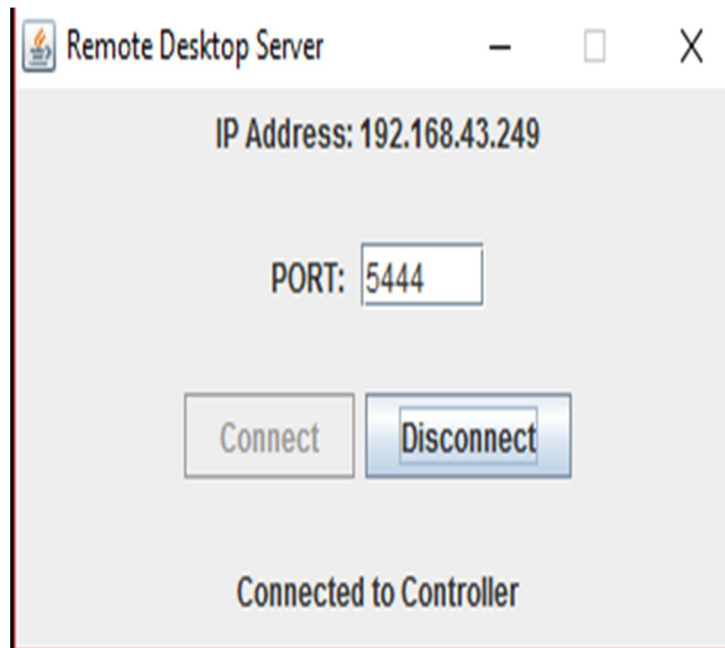 Remote Desktop Server
IP Address: 192.168.43.249
PORT: 5444
Connect Disconnect
Connected to Controller